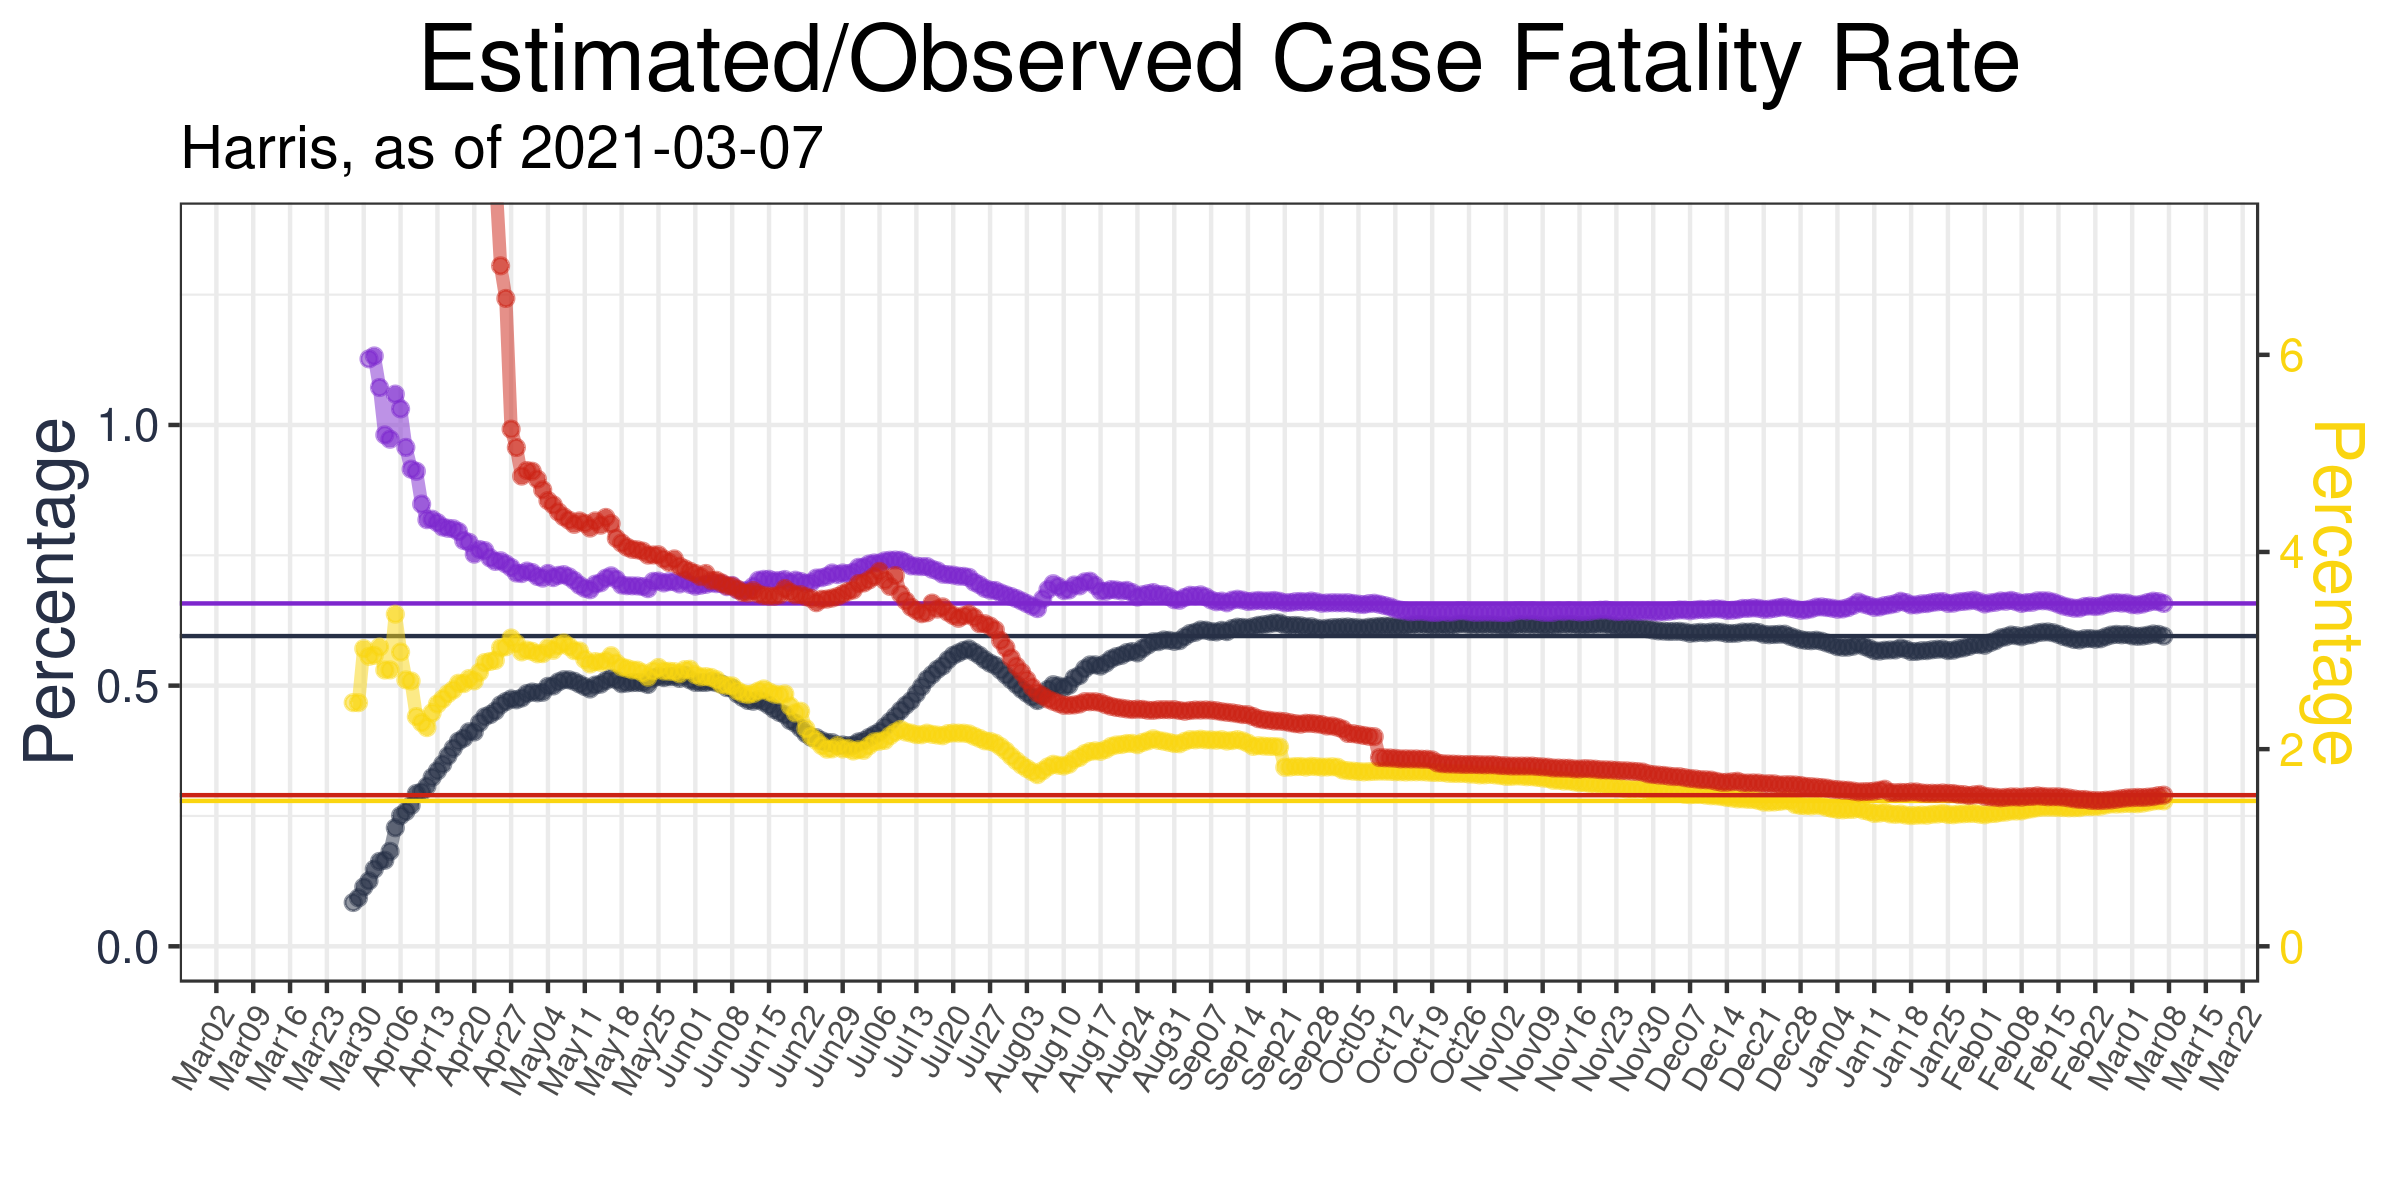 Estimated/Observed Case Fatality Rate
Harris, as of 2021-03-07
Percentage
1.0
0.5
0.0
6
4
2
0
Percentage
Mar02
Mar09
Mar16
Mar23
Mar30
Apr06
Apr13
Apr20
Apr27
May04
May11
May18
May25
Jun01
Jun08
Jun15
Jun22
Jun29
Jul06
Jul13
Jul20
Jul27
Aug03
Aug10
Aug17
Aug24
Aug31
Sep07
Sep14
Sep21
Sep28
Oct05
Oct12
Oct19
Oct26
Nov02
Nov09
Nov16
Nov23
Nov30
Dec07
Dec14
Dec21
Dec28
Dec04
Jan11
Jan18
Jan25
Jan25
Feb01
Feb08
Feb15
Feb22
Mar01
Mar08
Mar15
Mar22